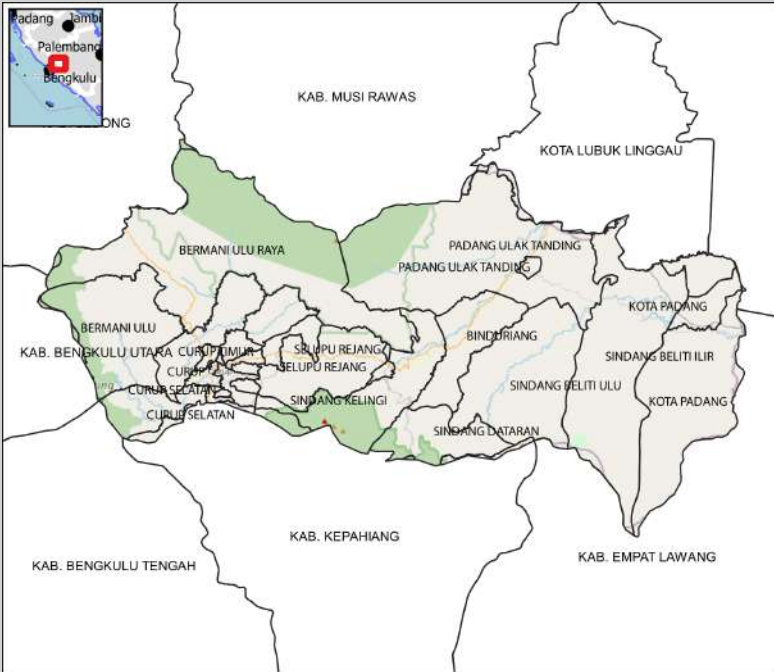 Padang
Jambi
Palembang
Bengkulu
ONG
KAB. MUSI RAWAS
KOTA LUBUK LINGGAU
BERMANI ULU RAYA
PADANG ULAK TANDING
PADANG ULAK TANDING
KOTA PADANG
BERMANI ULU
BINDURIANG
KAB. BENGKULU UTARA
CURUP TIMUR
SELUPU REJANG
SINDANG BELITI ILIR
CURUP
SELUPU REJANG
SINDANG BELITI ULU
CURUP SELATAN
SINDANG KELINGI
KOTA PADANG
CURUP SELATAN
SINDANG DATARAN
KAB. KEPAHIANG
KAB. BENGKULU TENGAH
KAB. EMPAT LAWANG